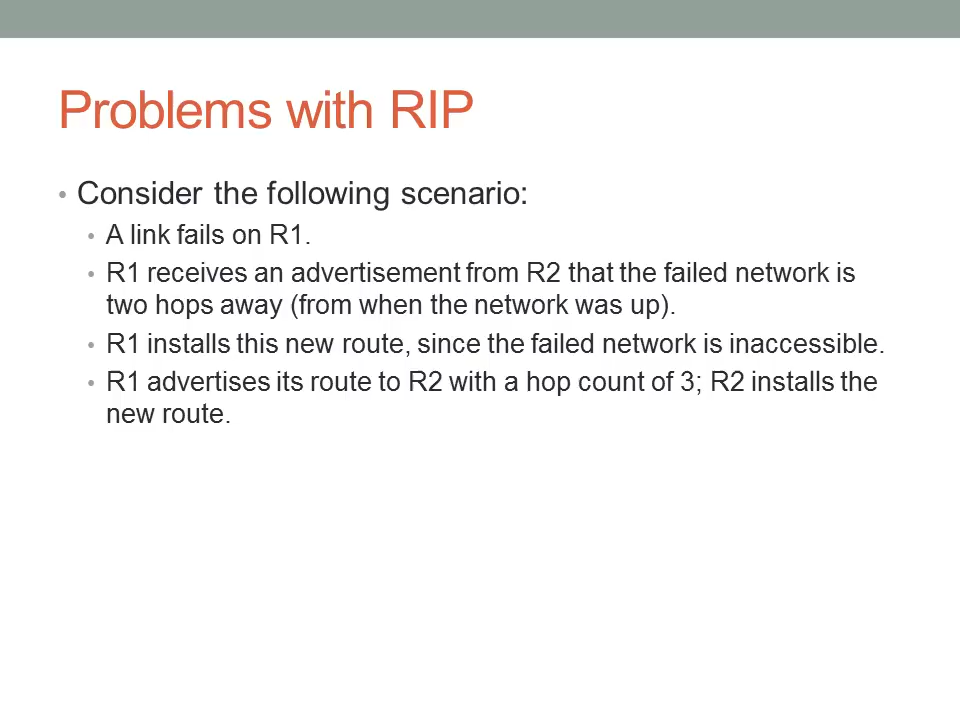 Problems with RIP
• Consider the following scenario:
• A link fails on R1.
• R1 receives an advertisement from R2 that the failed network is
two hops away (from when the network was up).
• R1 installs this new route, since the failed network is inaccessible.
• R1 advertises its route to R2 with a hop count of 3; R2 installs the
new route.